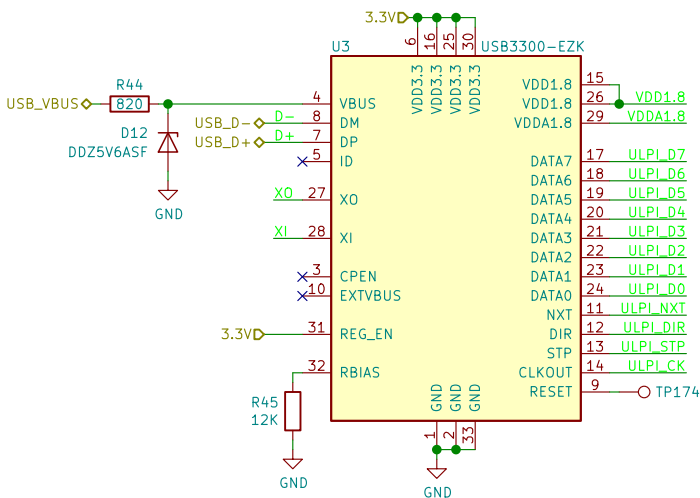 3.3V
U3
USB3300-EZK
6
16
25
30
VDD3.3
VDD3.3
VDD3.3
VDD3.3
R44
820
USB_VBUS
4
VBUS
D12
DDZ5V6ASF
GND
USB_D-
D-
8
DM
USB_D+
D+
7
DP
5
ID
XO
27
XO
XI
28
XI
3
CPEN
10
EXTVBUS
3.3V
31
REG_EN
32
RBIAS
R45
12K
GND
VDD1.8
15
VDD1.8
26
VDD1.8
VDDA1.8
29
VDDA1.8
DATA7
17
ULPI_D7
DATA6
18
ULPI_D6
DATA5
19
ULPI_D5
DATA4
20
ULPI_D4
DATA3
21
ULPI_D3
DATA2
22
ULPI_D2
DATA1
23
ULPI_D1
DATA0
24
ULPI_D0
NXT
11
ULPI_NXT
DIR
12
ULPI_DIR
STP
13
ULPI_STP
CLKOUT
14
ULPI_CK
RESET
9
TP174
GND
GND
GND
1
2
33
GND